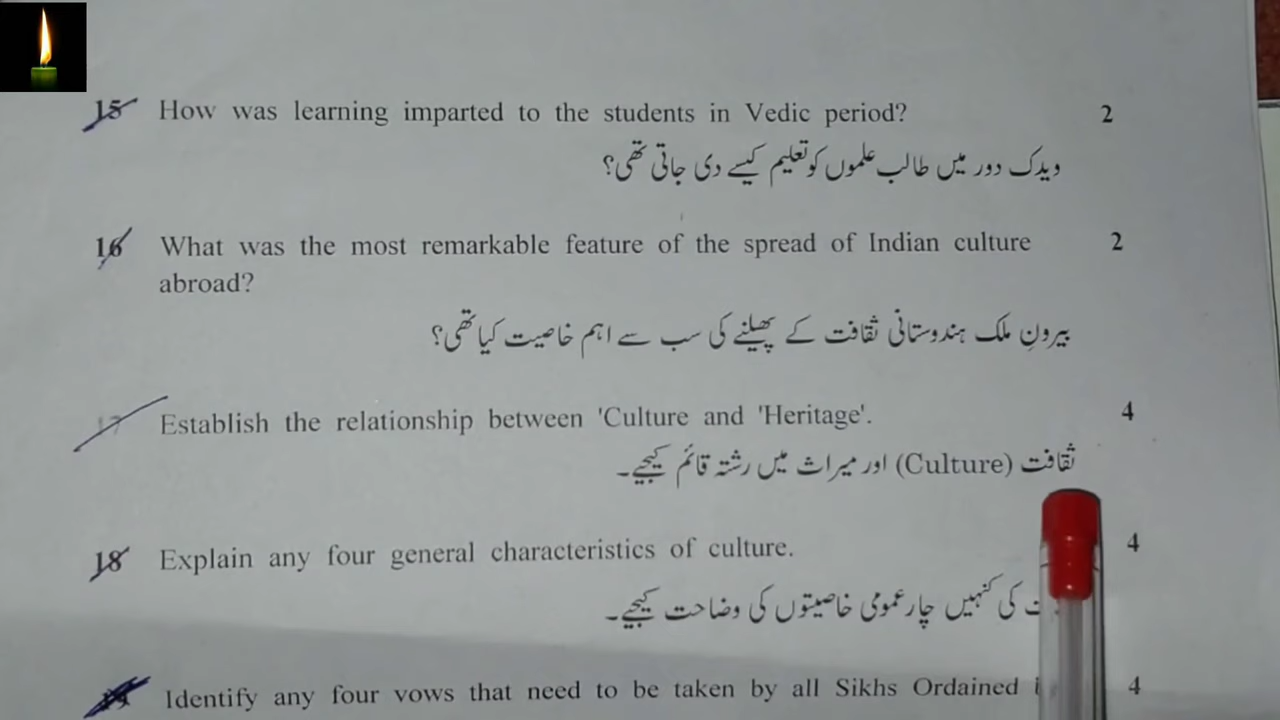 15 How was learning imparted to the students in Vedic period? 2
ویدک دور میں طالب علموں کو تعلیم کیسے دی جاتی تھی؟
16 What was the most remarkable feature of the spread of Indian culture 2
abroad?
بیرونِ ملک ہندوستانی ثقافت کے پھیلنے کی سب سے اہم خاصیت کیا تھی؟
17 Establish the relationship between 'Culture and 'Heritage'. 4
ثقافت (Culture) اور میراث میں رشتہ قائم کیجیے۔
18 Explain any four general characteristics of culture. 4
کی کنہیں چار عمومی خاصیتوں کی وضاحت کیجیے۔
Identify any four vows that need to be taken by all Sikhs Ordained 4